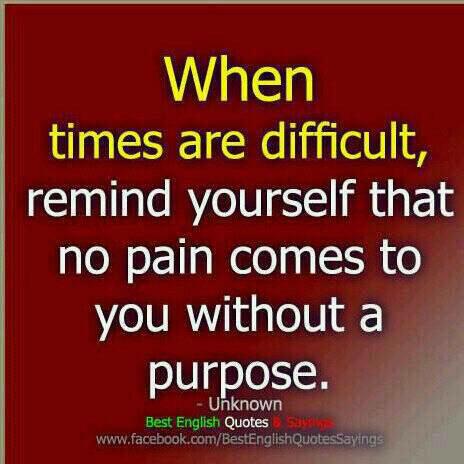 When
times are difficult,
remind yourself that
no pain comes to
you without a
purpose.
- Unknown
Best English Quotes & Sayings
www.facebook.com/BestEnglishQuotesSayings